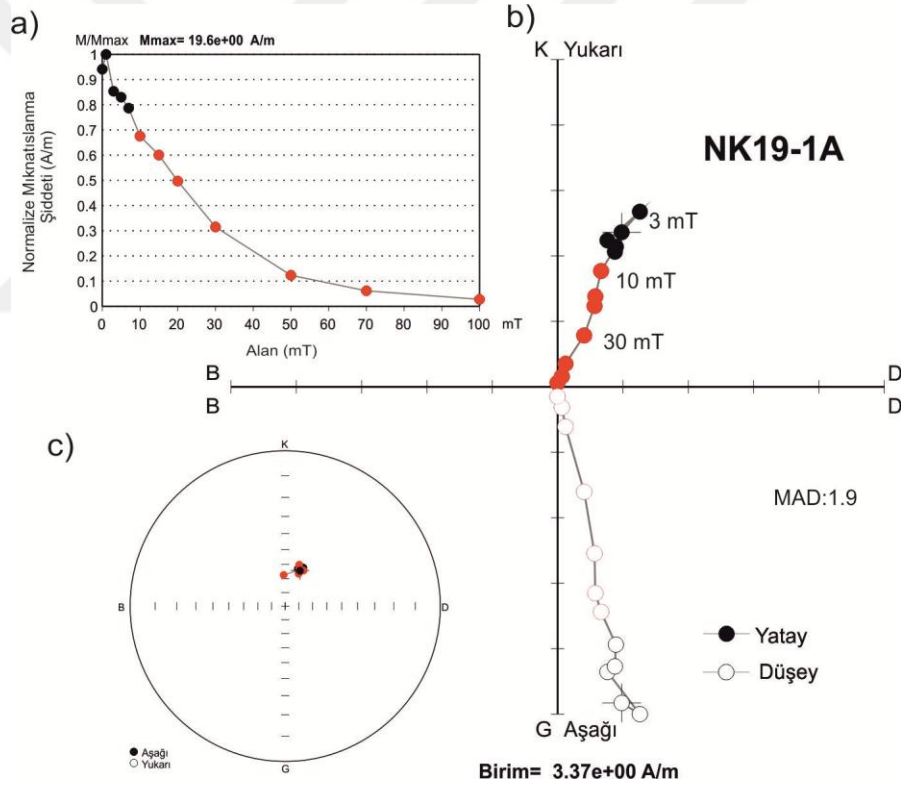 a)
M/Mmax Mmax= 19.6e+00 A/m
Normalize Mıknatıslanma
Şiddeti (A/m)
1
0.9
0.8
0.7
0.6
0.5
0.4
0.3
0.2
0.1
0
0 10 20 30 40 50 60 70 80 90 100 mT
Alan (mT)
b)
K Yukarı
NK19-1A
3 mT
10 mT
30 mT
B D
B D
MAD:1.9
Yatay
Düşey
G Aşağı
Birim= 3.37e+00 A/m
c)
K
B D
G
Aşağı
Yukarı